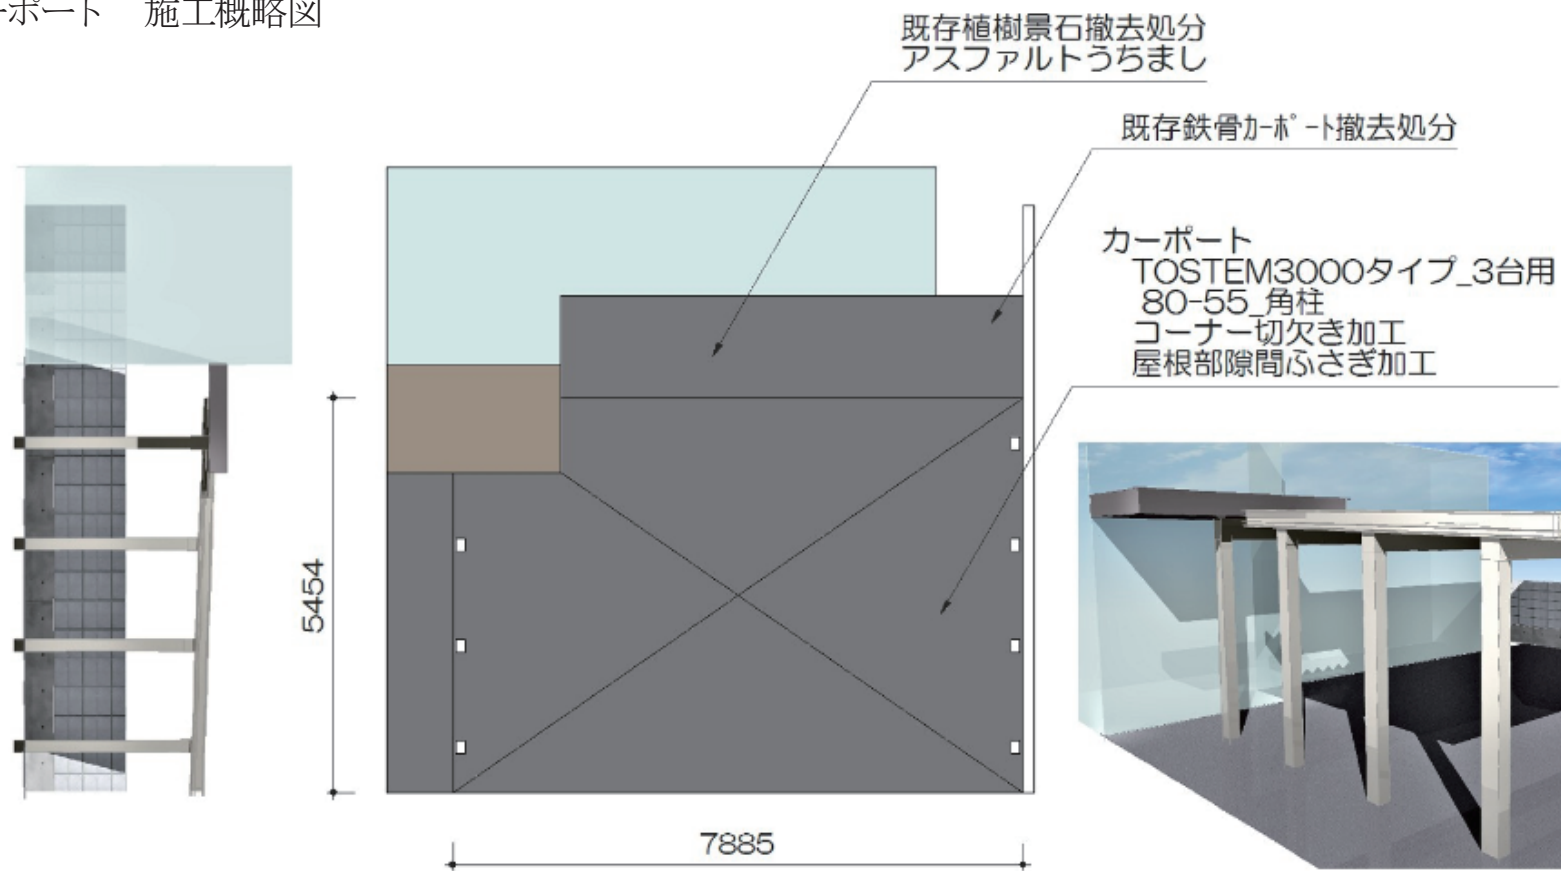 ーポート 施工概略図
既存植樹景石撤去処分
アスファルトうちまし
既存鉄骨ｶｰﾎﾟｰﾄ撤去処分
カーポート
TOSTEM3000タイプ_3台用
80-55_角柱
コーナー切欠き加工
屋根部隙間ふさぎ加工
5454
7885